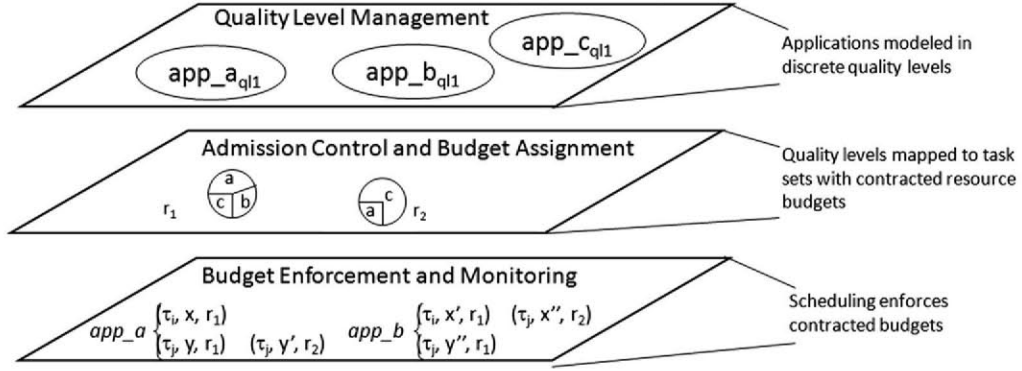 Quality Level Management
app_a_ql1 app_b_ql1 app_c_ql1
Applications modeled in
discrete quality levels
Admission Control and Budget Assignment
r1
a
c b
c
a
r2
Quality levels mapped to task
sets with contracted resource
budgets
Budget Enforcement and Monitoring
app_a {(τi, x, r1)
{(τj, y, r1) (τj, y', r2)
app_b {(τi, x', r1) (τj, x'', r2)
{(τj, y'', r1)
Scheduling enforces
contracted budgets